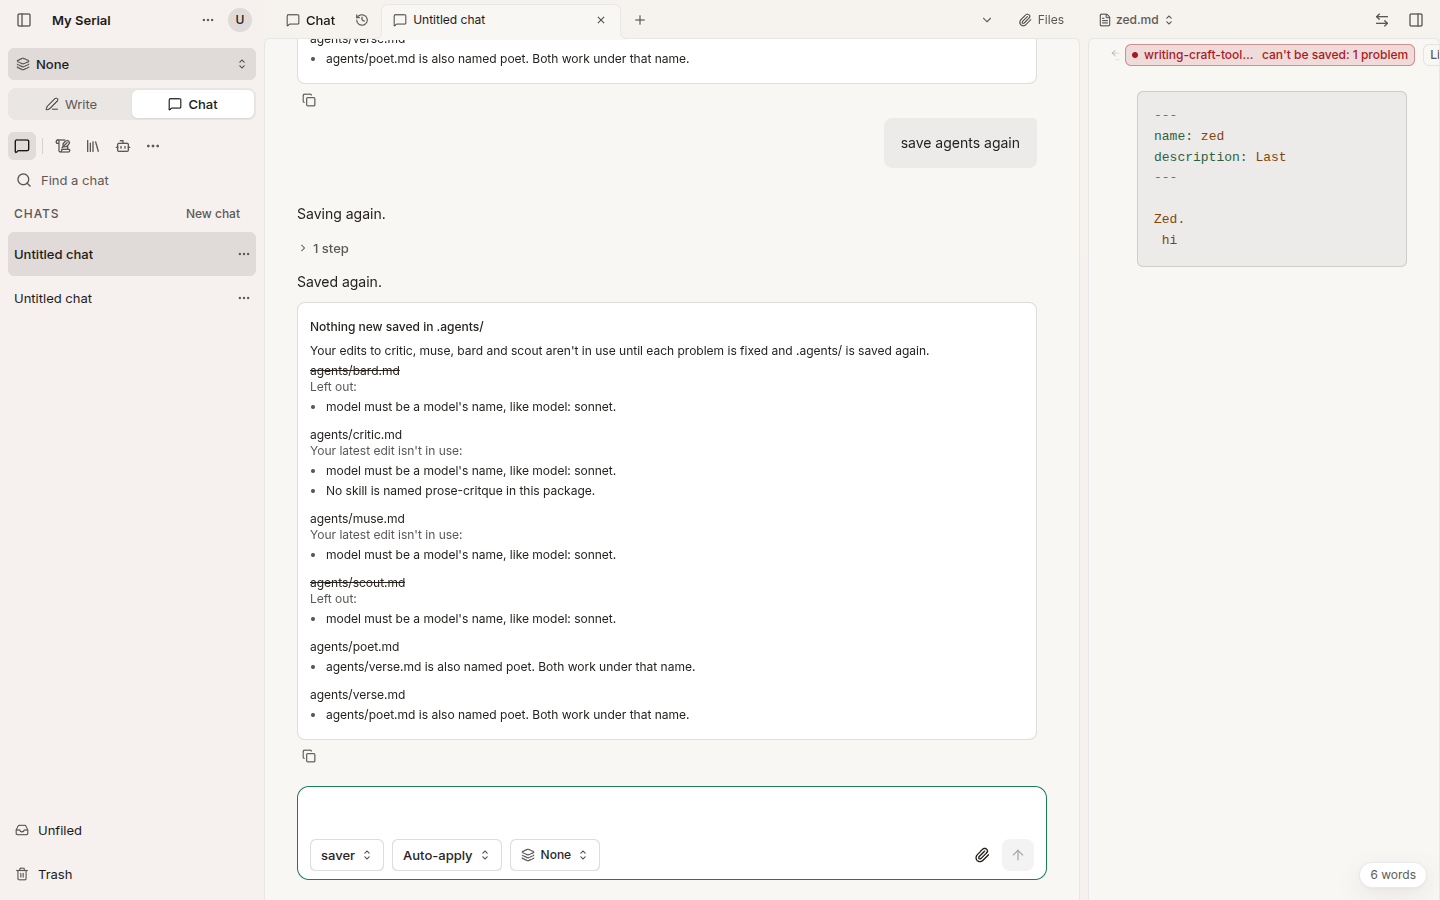 My Serial
U
None
Write
Chat
Find a chat
CHATS
New chat
Untitled chat
Untitled chat
Unfiled
Trash
Chat
Untitled chat
Files
zed.md
agents/verse.md
• agents/poet.md is also named poet. Both work under that name.
save agents again
Saving again.
1 step
Saved again.
Nothing new saved in .agents/
Your edits to critic, muse, bard and scout aren't in use until each problem is fixed and .agents/ is saved again.
agents/bard.md
Left out:
• model must be a model's name, like model: sonnet.
agents/critic.md
Your latest edit isn't in use:
• model must be a model's name, like model: sonnet.
• No skill is named prose-critque in this package.
agents/muse.md
Your latest edit isn't in use:
• model must be a model's name, like model: sonnet.
agents/scout.md
Left out:
• model must be a model's name, like model: sonnet.
agents/poet.md
• agents/verse.md is also named poet. Both work under that name.
agents/verse.md
• agents/poet.md is also named poet. Both work under that name.
saver
Auto-apply
None
writing-craft-tool... can't be saved: 1 problem
Li
---
name: zed
description: Last
---
Zed.
hi
6 words